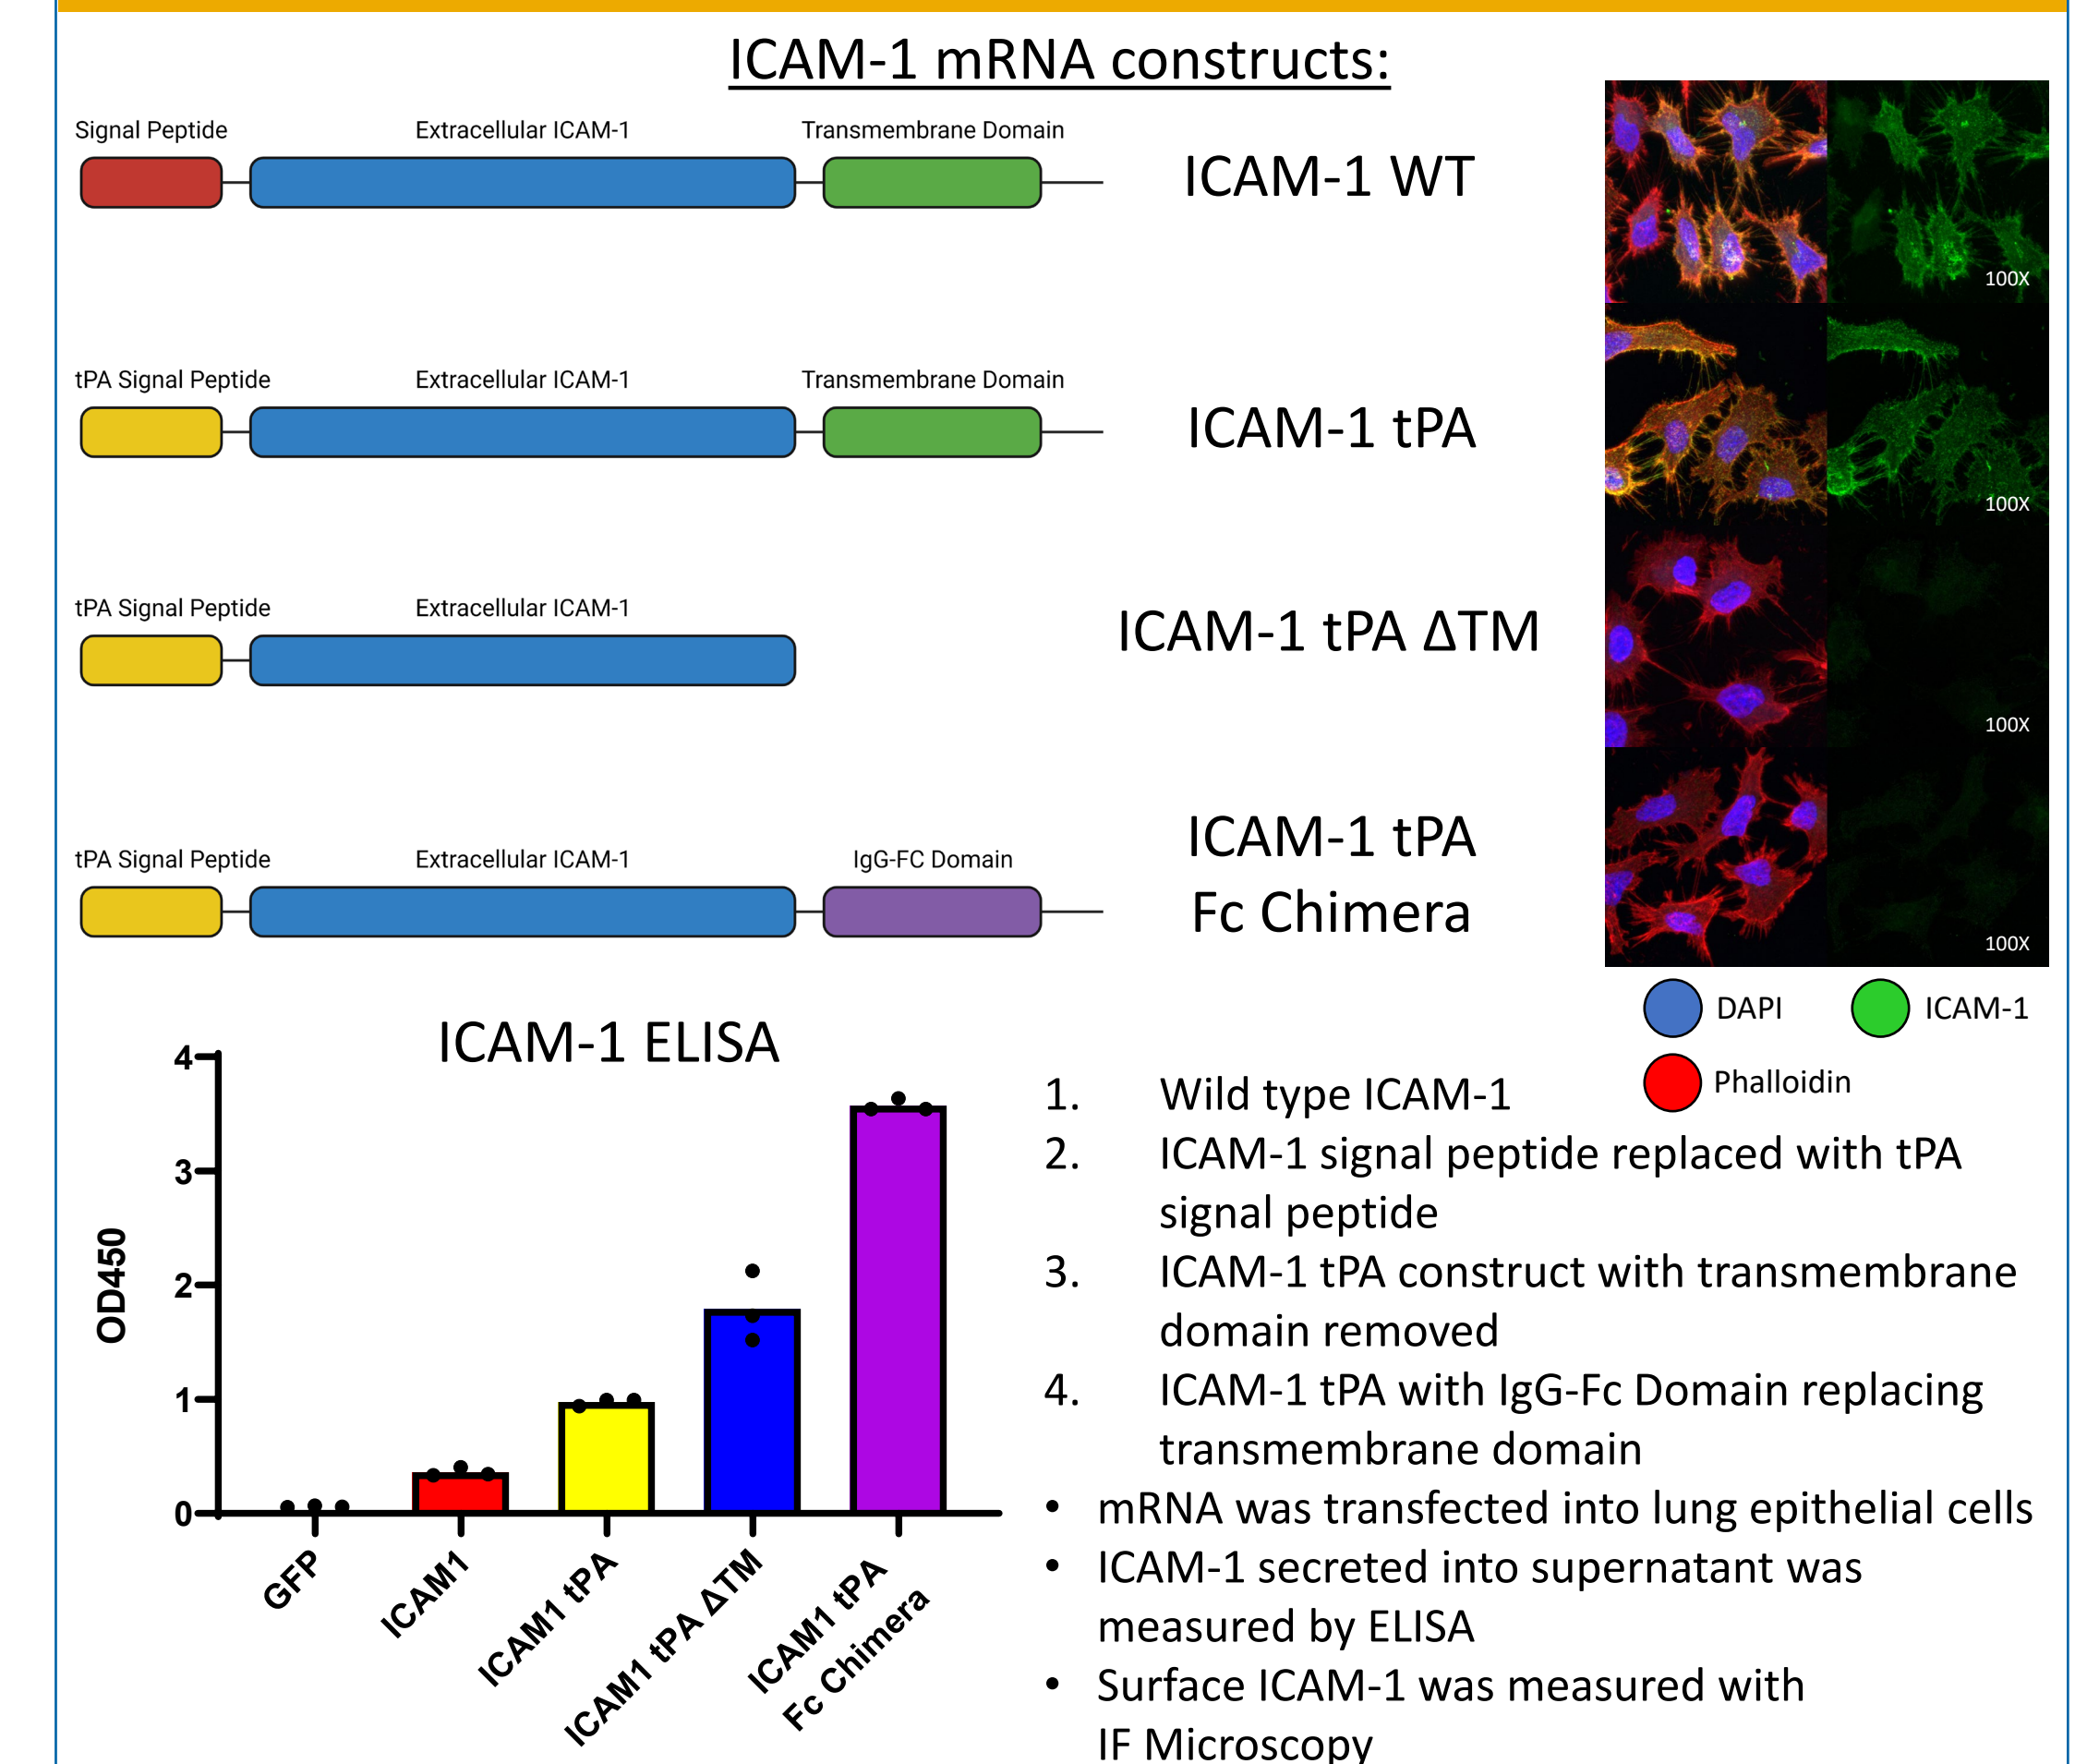 ICAM-1 mRNA constructs:
Signal Peptide
Extracellular ICAM-1
Transmembrane Domain
ICAM-1 WT
100X
tPA Signal Peptide
Extracellular ICAM-1
Transmembrane Domain
ICAM-1 tPA
100X
tPA Signal Peptide
Extracellular ICAM-1
ICAM-1 tPA ΔTM
100X
tPA Signal Peptide
Extracellular ICAM-1
IgG-FC Domain
ICAM-1 tPA
Fc Chimera
100X
DAPI
ICAM-1
Phalloidin
ICAM-1 ELISA
OD450
4
3
2
1
0
GFP
ICAM1
ICAM1 tPA
ICAM1 tPA ΔTM
ICAM1 tPA
Fc Chimera
1. Wild type ICAM-1
2. ICAM-1 signal peptide replaced with tPA
signal peptide
3. ICAM-1 tPA construct with transmembrane
domain removed
4. ICAM-1 tPA with IgG-Fc Domain replacing
transmembrane domain
• mRNA was transfected into lung epithelial cells
• ICAM-1 secreted into supernatant was
measured by ELISA
• Surface ICAM-1 was measured with
IF Microscopy